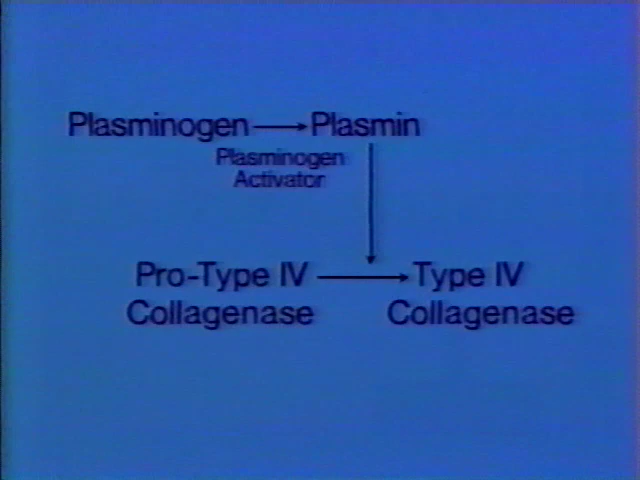 Plasminogen Plasmin
Plasminogen
Activator
Pro-Type IV Type IV
Collagenase Collagenase